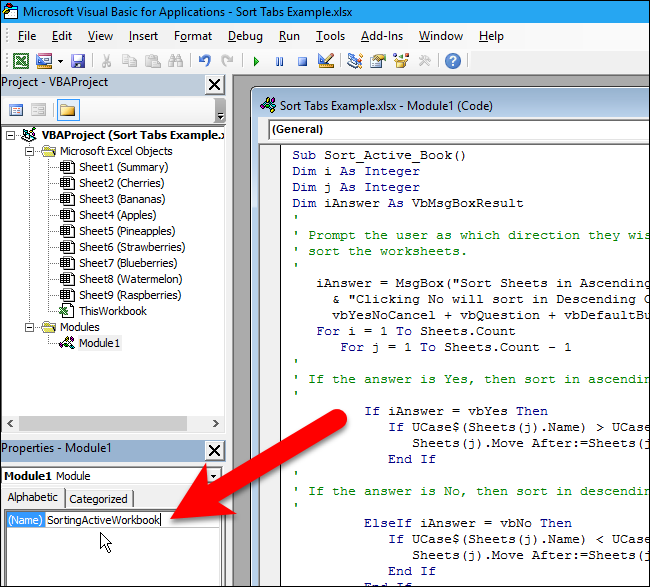 Microsoft Visual Basic for Applications - Sort Tabs Example.xlsx
File Edit View Insert Format Debug Run Tools Add-Ins Window Help
Project - VBAProject
VBAProject (Sort Tabs Example.x
Microsoft Excel Objects
Sheet1 (Summary)
Sheet2 (Cherries)
Sheet3 (Bananas)
Sheet4 (Apples)
Sheet5 (Pineapples)
Sheet6 (Strawberries)
Sheet7 (Blueberries)
Sheet8 (Watermelon)
Sheet9 (Raspberries)
ThisWorkbook
Modules
Module1
Properties - Module1
Module1 Module
Alphabetic Categorized
(Name) SortingActiveWorkbook
Sort Tabs Example.xlsx - Module1 (Code)
(General)
Sub Sort_Active_Book()
Dim i As Integer
Dim j As Integer
Dim iAnswer As VbMsgBoxResult
'
' Prompt the user as which direction they wis
' sort the worksheets.
'
iAnswer = MsgBox("Sort Sheets in Ascending
& "Clicking No will sort in Descending O
vbYesNoCancel + vbQuestion + vbDefaultBu
For i = 1 To Sheets.Count
For j = 1 To Sheets.Count - 1
'
' If the answer is Yes, then sort in ascendin
'
If iAnswer = vbYes Then
If UCase$(Sheets(j).Name) > UCase
Sheets(j).Move After:=Sheets(j
End If
'
' If the answer is No, then sort in descendin
'
ElseIf iAnswer = vbNo Then
If UCase$(Sheets(j).Name) < UCase
Sheets(j).Move After:=Sheets(j
End If
End If